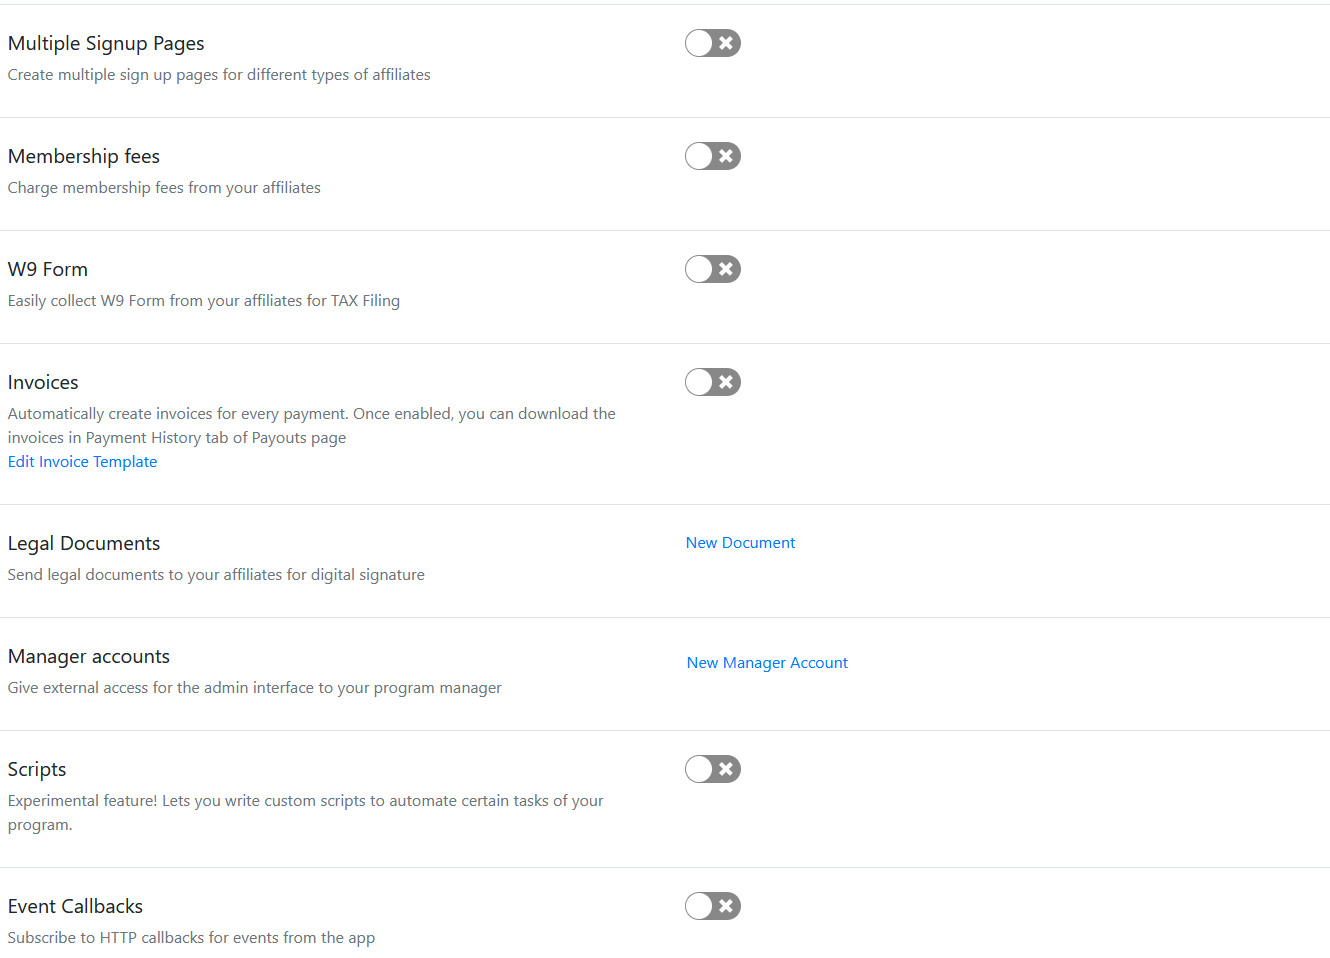 Multiple Signup Pages
Create multiple sign up pages for different types of affiliates
Membership fees
Charge membership fees from your affiliates
W9 Form
Easily collect W9 Form from your affiliates for TAX Filing
Invoices
Automatically create invoices for every payment. Once enabled, you can download the
invoices in Payment History tab of Payouts page
Edit Invoice Template
Legal Documents
New Document
Send legal documents to your affiliates for digital signature
Manager accounts
New Manager Account
Give external access for the admin interface to your program manager
Scripts
Experimental feature! Lets you write custom scripts to automate certain tasks of your
program.
Event Callbacks
Subscribe to HTTP callbacks for events from the app